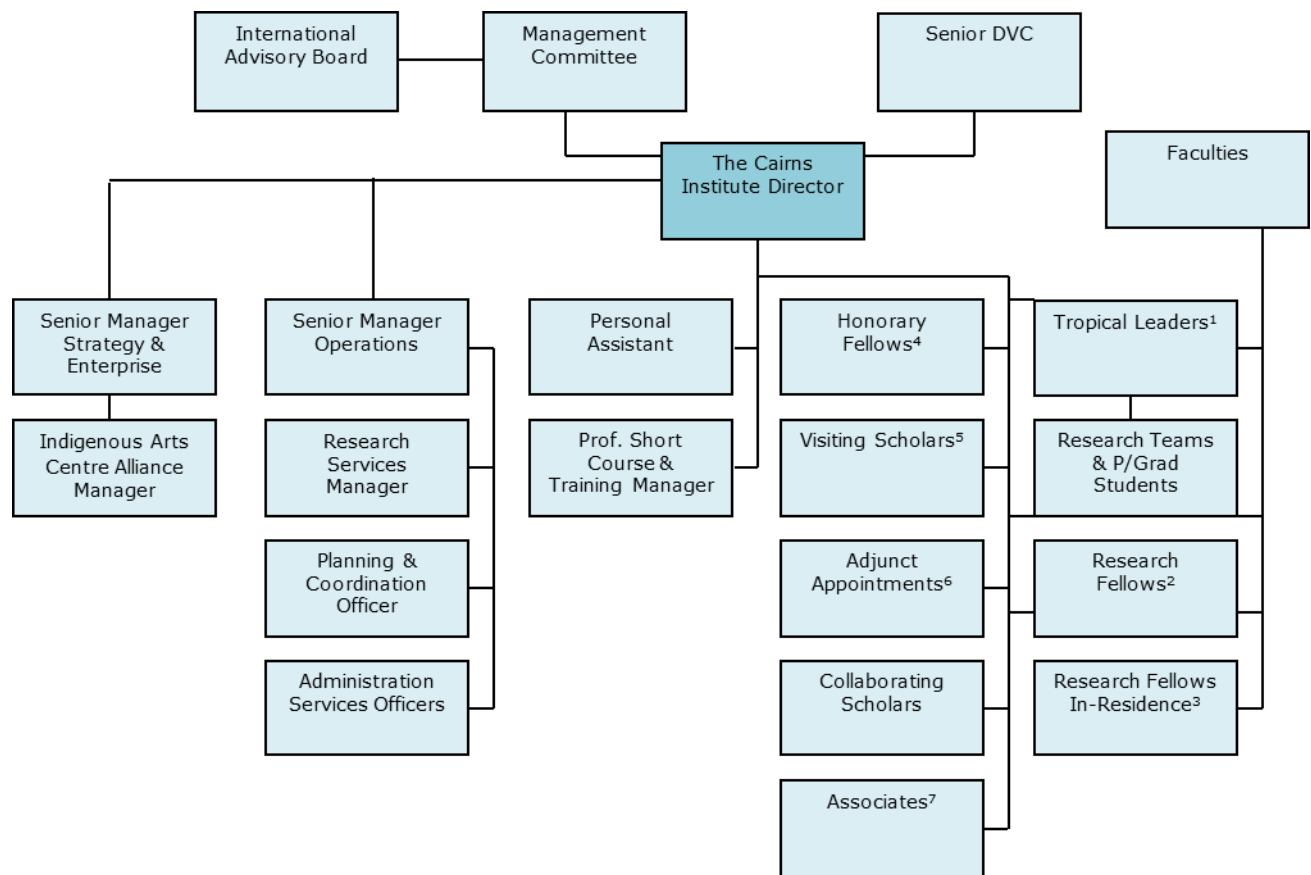 International
Advisory Board
Management
Committee
Senior DVC
The Cairns
Institute Director
Faculties
Senior Manager
Strategy &
Enterprise
Senior Manager
Operations
Personal
Assistant
Honorary
Fellows⁴
Tropical Leaders¹
Indigenous Arts
Centre Alliance
Manager
Research
Services
Manager
Prof. Short
Course &
Training Manager
Visiting Scholars⁵
Research Teams
& P/Grad
Students
Planning &
Coordination
Officer
Adjunct
Appointments⁶
Research
Fellows²
Administration
Services Officers
Collaborating
Scholars
Research Fellows
In-Residence³
Associates⁷